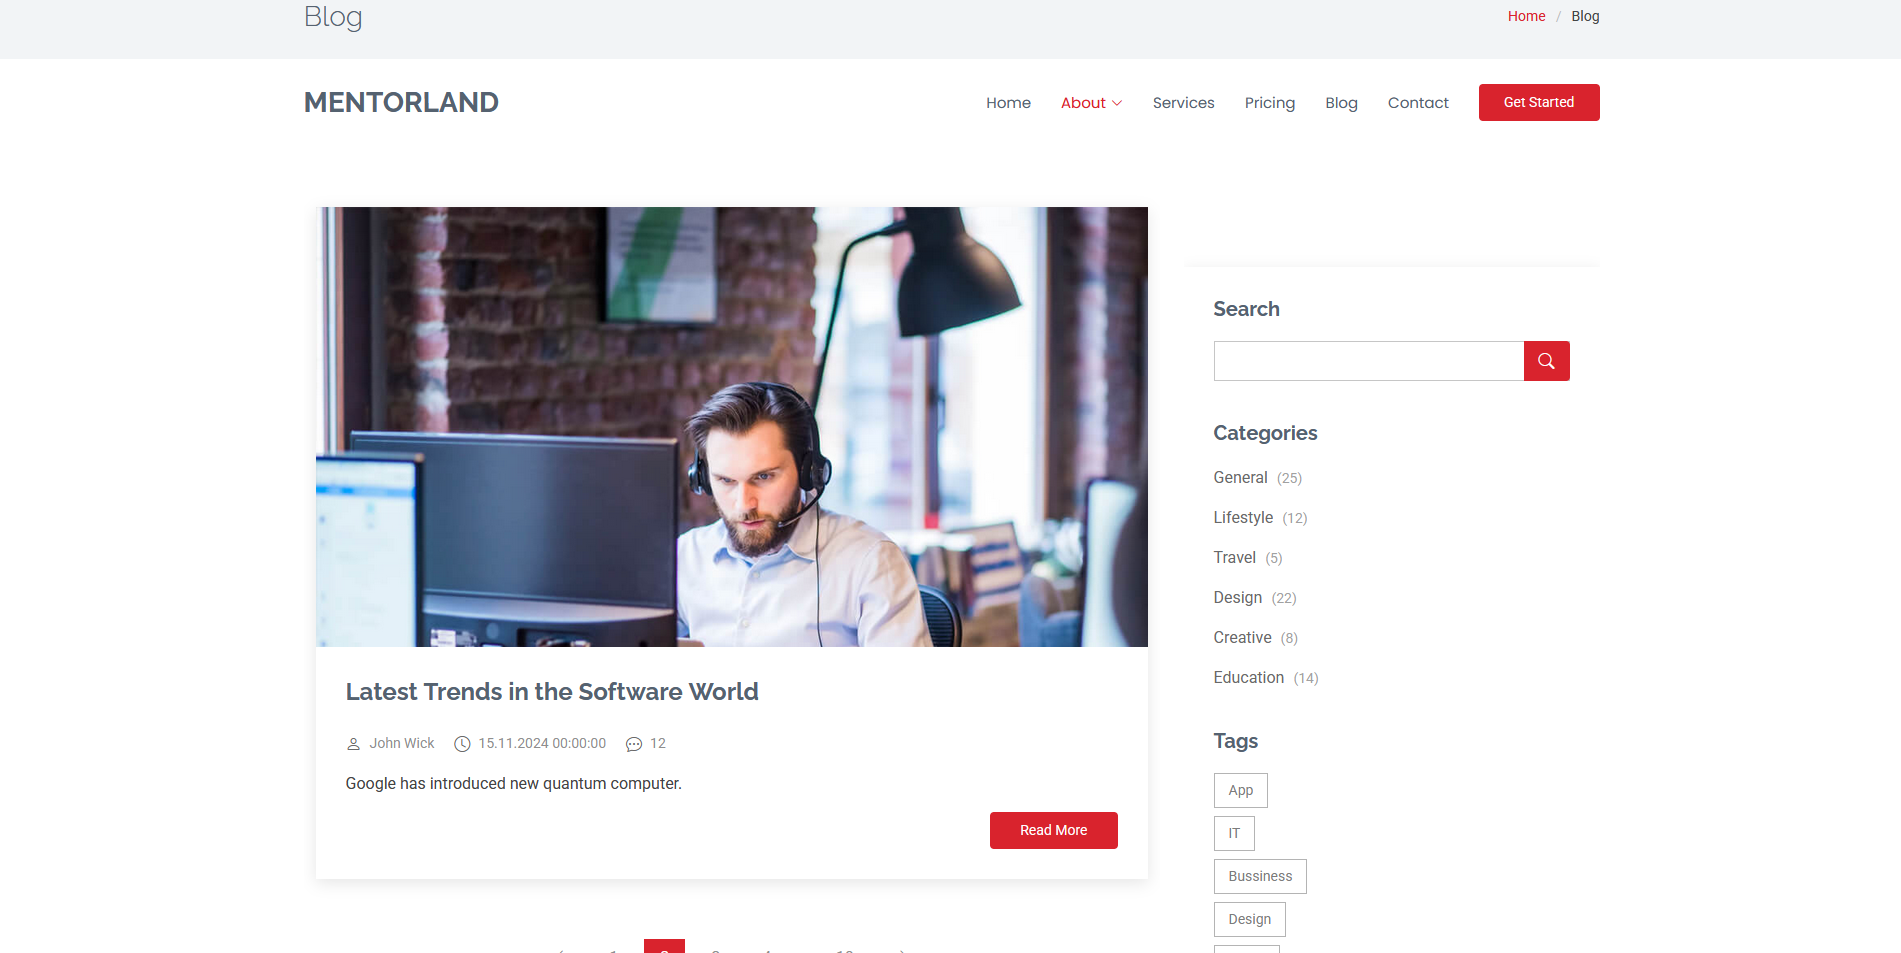 Blog
Home / Blog
MENTORLAND
Home About Services Pricing Blog Contact Get Started
Search
Categories
General (25)
Lifestyle (12)
Travel (5)
Design (22)
Creative (8)
Education (14)
Latest Trends in the Software World
John Wick 15.11.2024 00:00:00 12
Google has introduced new quantum computer.
Read More
Tags
App
IT
Bussiness
Design